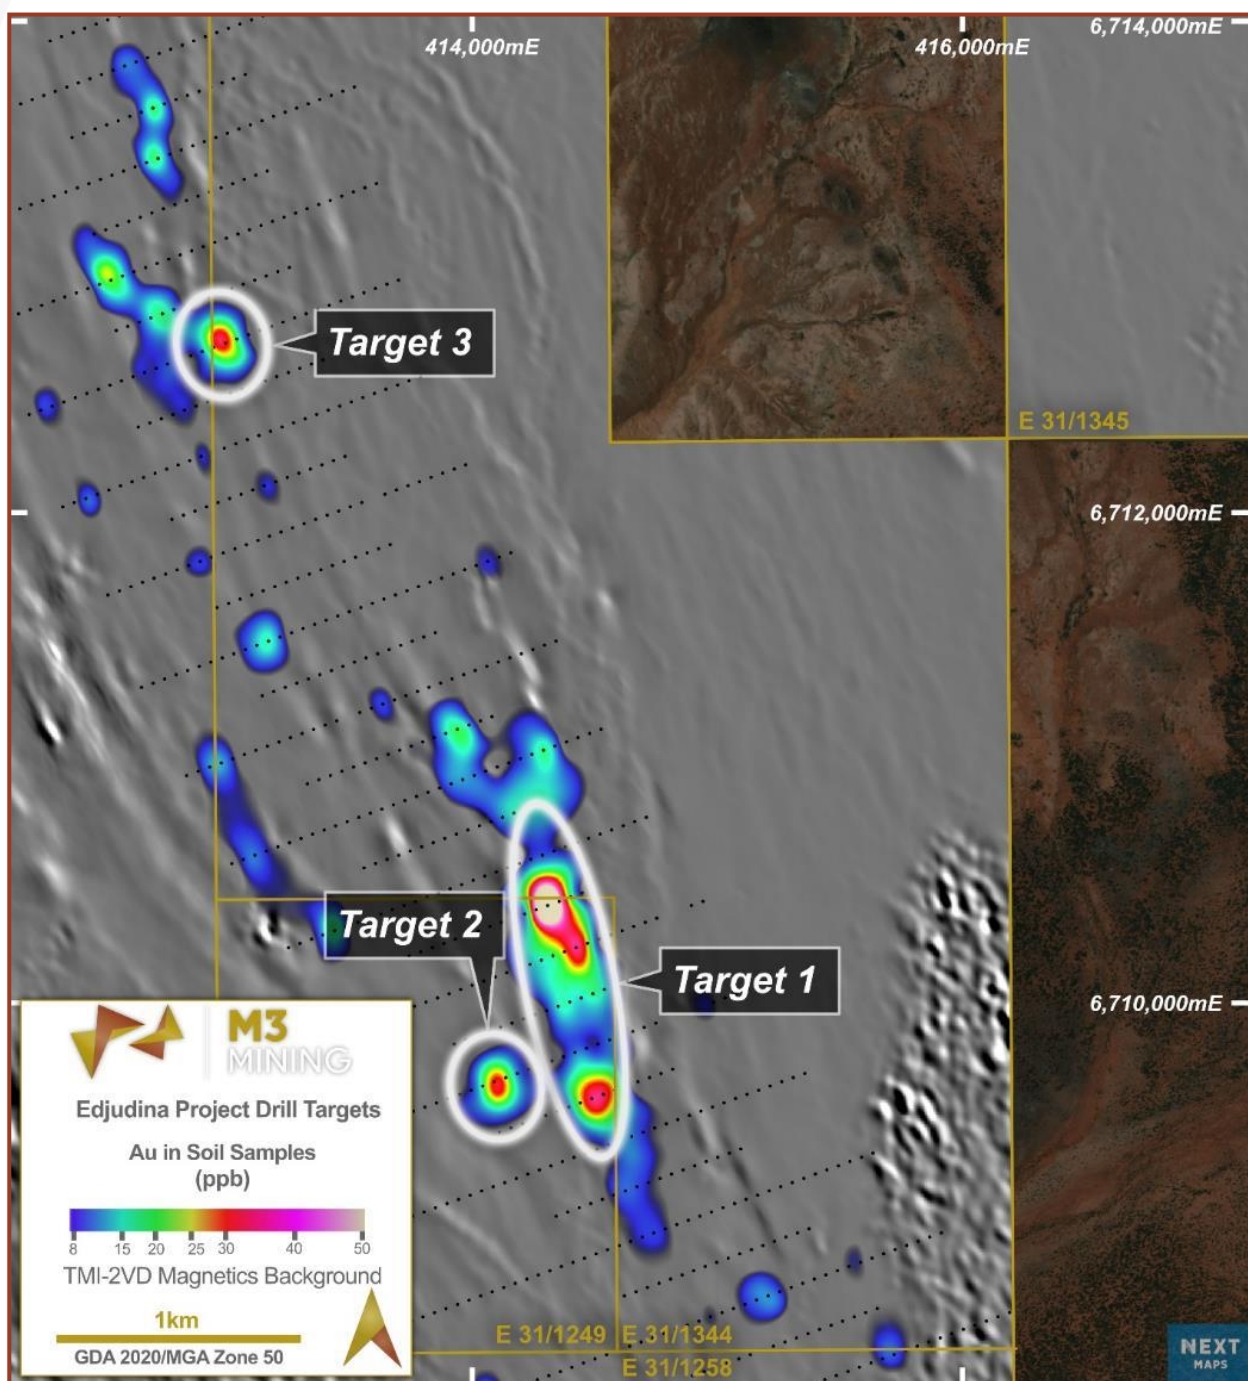 414,000mE
416,000mE
6,714,000mE
Target 3
E 31/1345
6,712,000mE
Target 2
Target 1
6,710,000mE
M3
MINING
Edjudina Project Drill Targets
Au in Soil Samples
(ppb)
8 15 20 25 30 40 50
TMI-2VD Magnetics Background
1km
GDA 2020/MGA Zone 50
E 31/1249
E 31/1344
E 31/1258
NEXT
MAPS